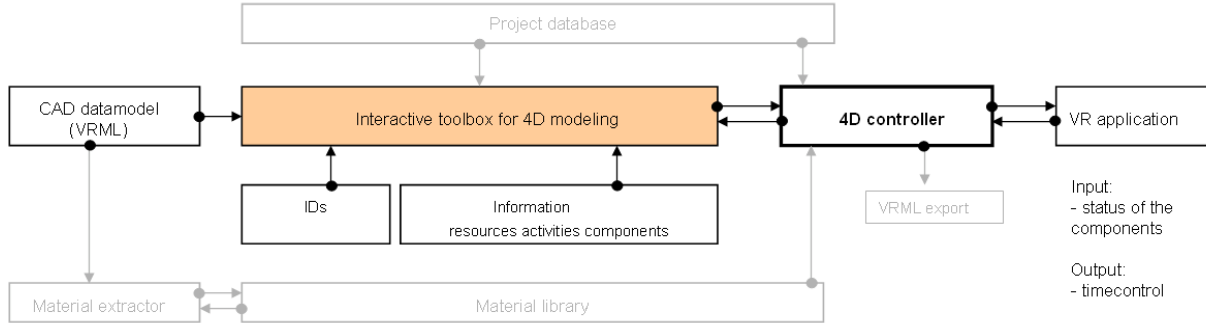 Project database
CAD datamodel
(VRML)
Interactive toolbox for 4D modeling
4D controller
VR application
IDs
Information
resources activities components
VRML export
Input:
- status of the
components
Output:
- timecontrol
Material extractor
Material library